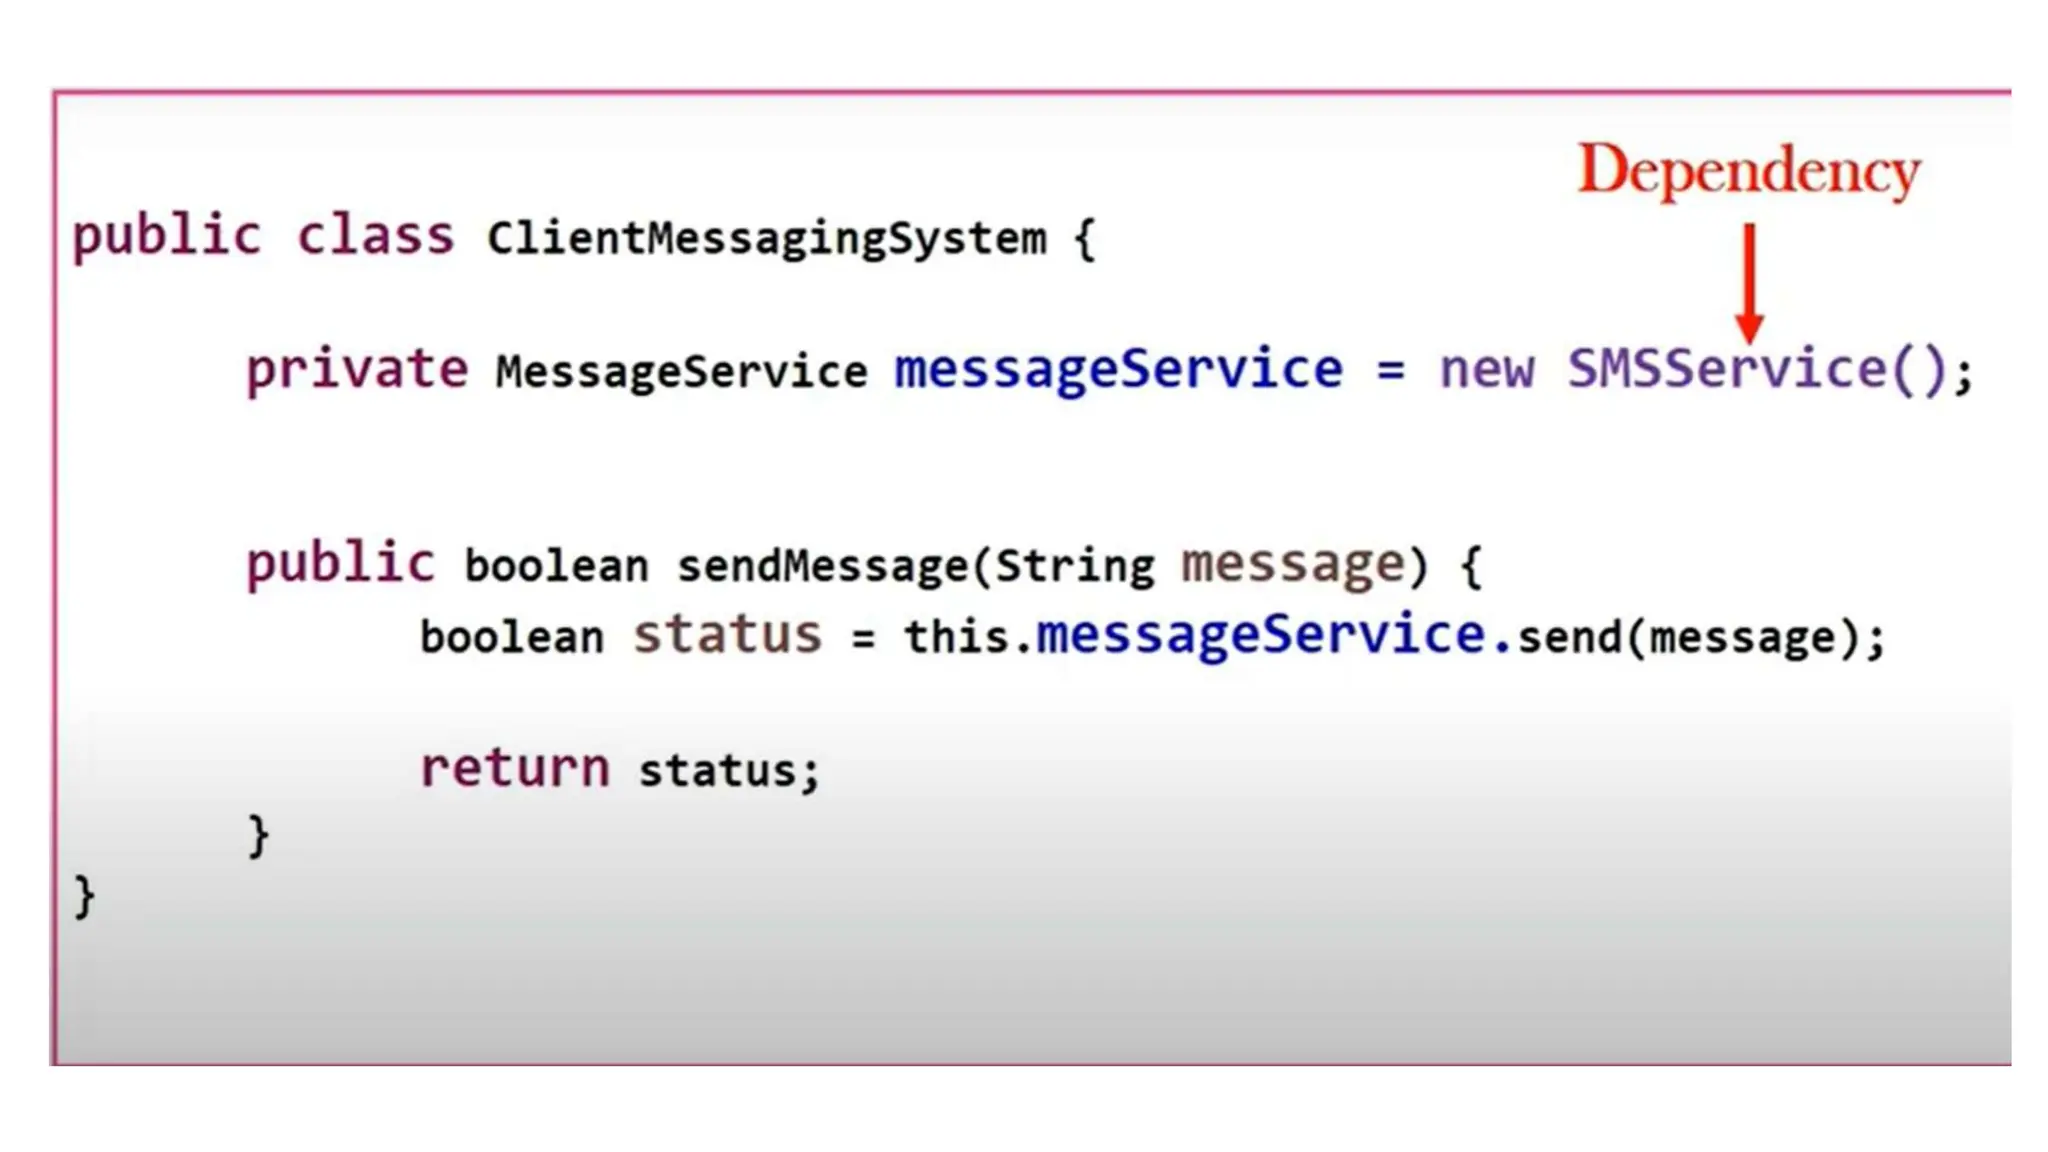 Dependency
public class ClientMessagingSystem {
private MessageService messageService = new SMSService();
public boolean sendMessage(String message) {
boolean status = this.messageService.send(message);
return status;
}
}